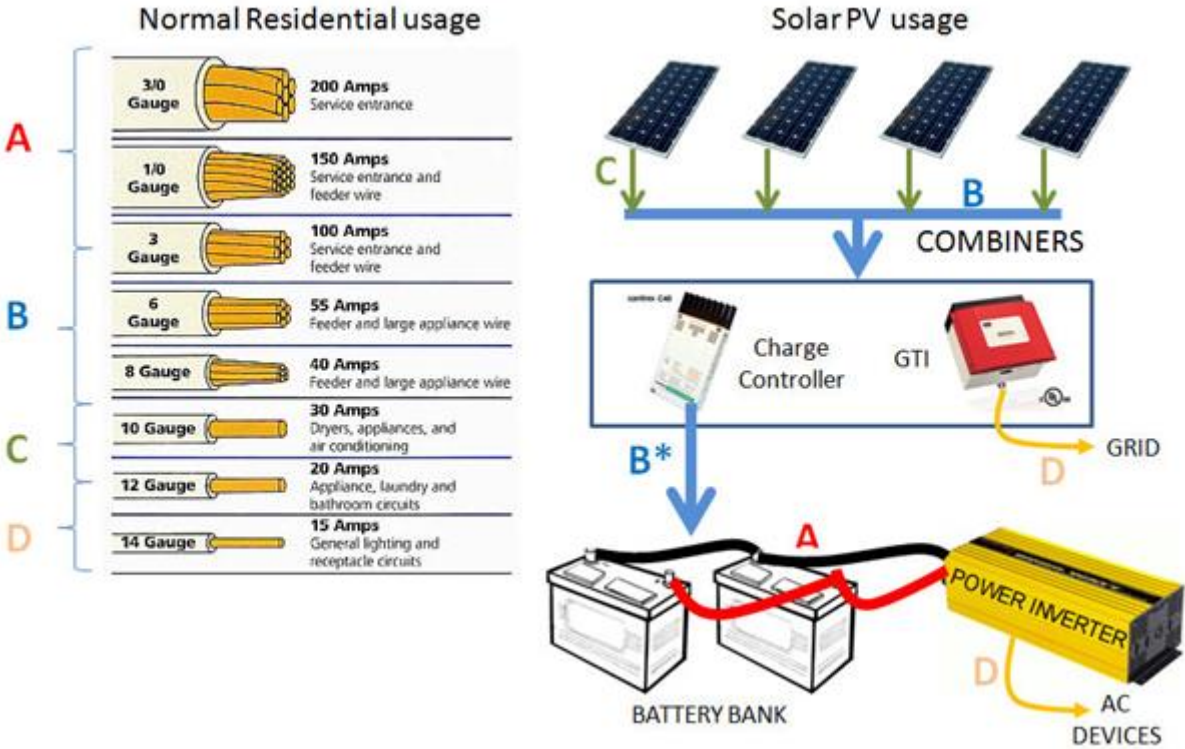 Normal Residential usage
Solar PV usage
A
B
C
D
3/0
Gauge
200 Amps
Service entrance
1/0
Gauge
150 Amps
Service entrance and
feeder wire
3
Gauge
100 Amps
Service entrance and
feeder wire
6
Gauge
55 Amps
Feeder and large appliance wire
8 Gauge
40 Amps
Feeder and large appliance wire
10 Gauge
30 Amps
Dryers, appliances, and
air conditioning
12 Gauge
20 Amps
Appliance, laundry and
bathroom circuits
14 Gauge
15 Amps
General lighting and
receptacle circuits
C
B
COMBINERS
Charge
Controller
GTI
UL
D
GRID
B*
A
POWER INVERTER
D
AC
DEVICES
BATTERY BANK